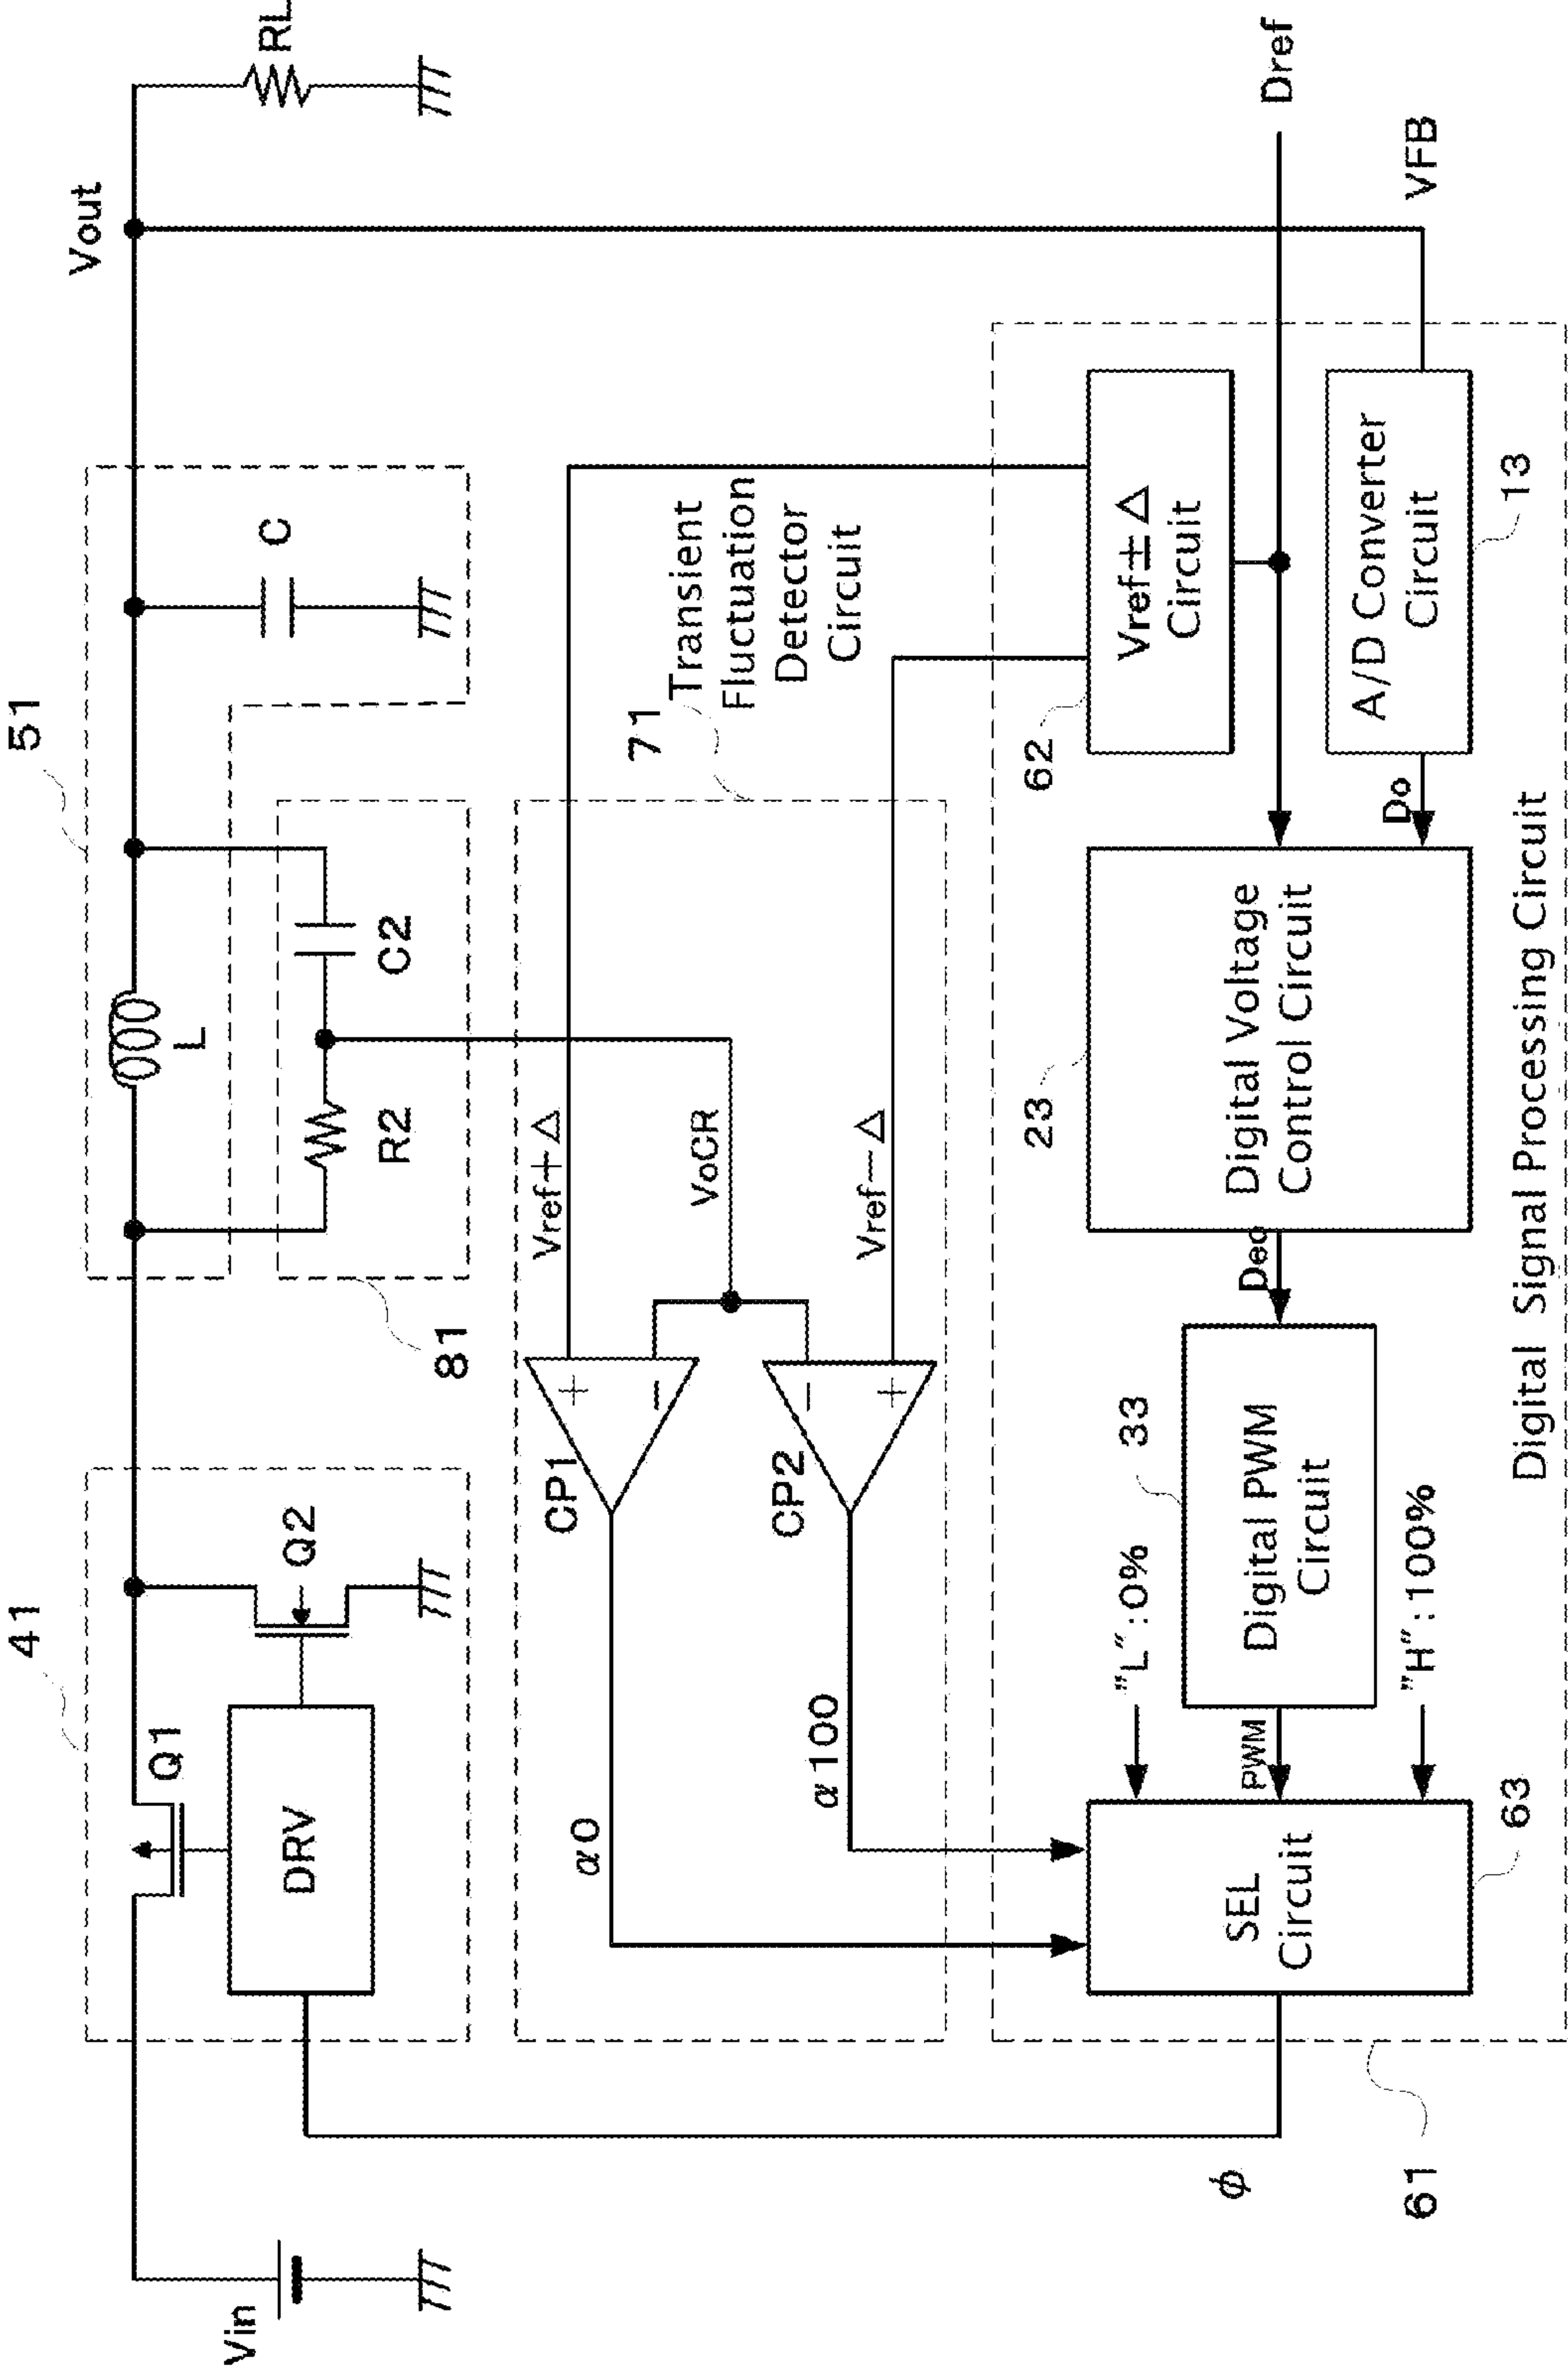 41
51
Vout
Q1
L
C
RL
DRV
Q2
R2
C2
Vin
81
CP1
Vref+△
71
Transient
Fluctuation
Detector
Circuit
α0
VoCR
CP2
α100
Vref−△
"L":0%
33
23
62
Vref±△
Circuit
SEL
Circuit
PWM
Digital PWM
Circuit
Deo
Digital Voltage
Control Circuit
Dref
ϕ
Do
A/D Converter
Circuit
VFB
"H":100%
61
63
Digital Signal Processing Circuit
13